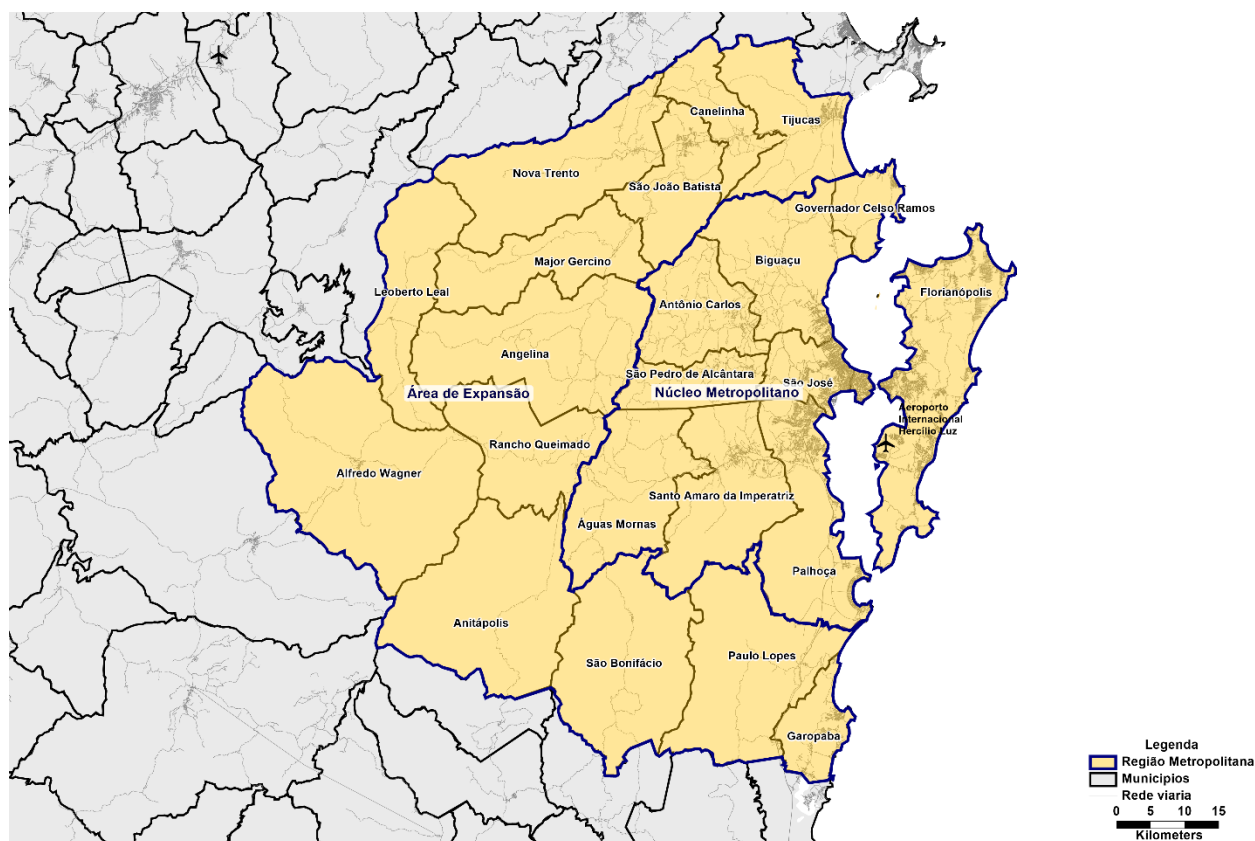 Canelinha
Tijucas
Nova Trento
São João Batista
Governador Celso Ramos
Major Gercino
Biguaçu
Leoberto Leal
Antônio Carlos
Florianópolis
Angelina
São Pedro de Alcântara
São José
Área de Expansão
Núcleo Metropolitano
Aeroporto
Internacional
Hercílio Luz
Rancho Queimado
Alfredo Wagner
Santo Amaro da Imperatriz
Águas Mornas
Palhoça
Anitápolis
São Bonifácio
Paulo Lopes
Garopaba
Legenda
Região Metropolitana
Municípios
Rede viaria
0 5 10 15
Kilometers